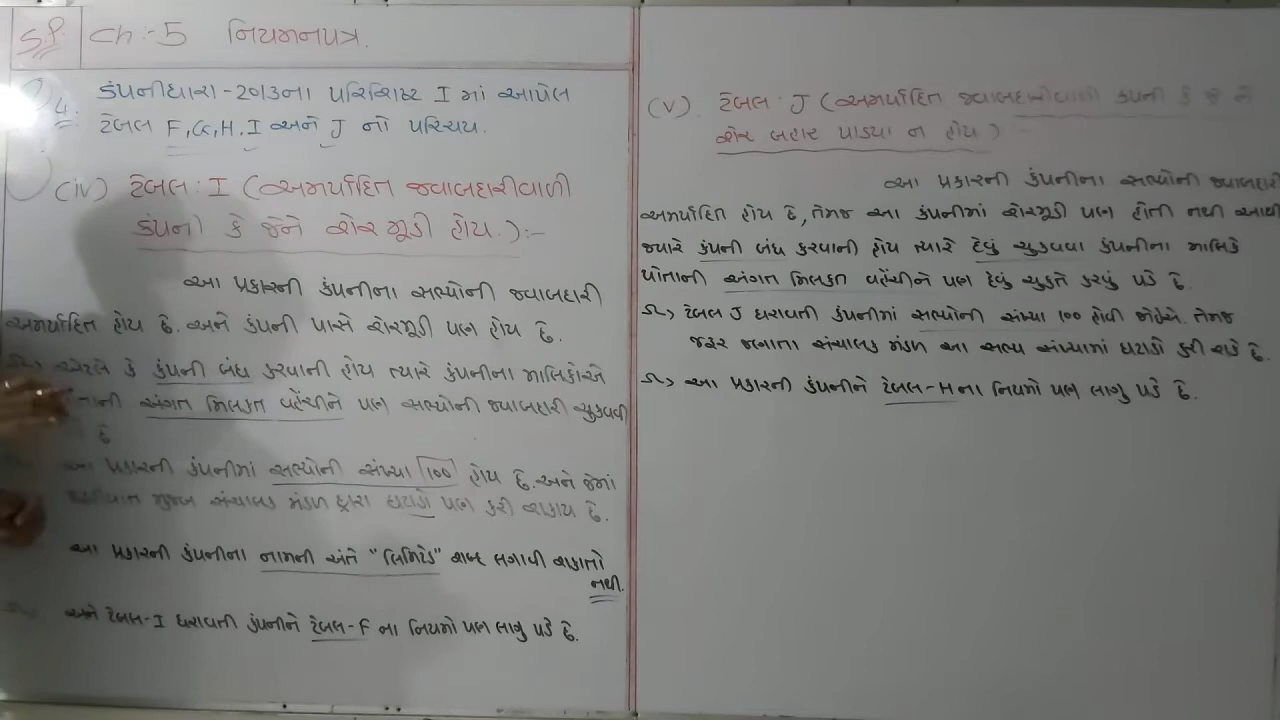 S.P. Ch :- 5 નિયમનપત્ર.
૫. કંપનીધારા - 2013ના પરિશિષ્ટ I માં આપેલ
ટેબલ F, G, H, I અને J નો પરિચય.
(iv) ટેબલ : I (અમર્યાદિત જવાબદારીવાળી
કંપની કે જેને શેરમૂડી હોય.) :-
આ પ્રકારની કંપનીના સભ્યોની જવાબદારી
અમર્યાદિત હોય છે. અને કંપની પાસે શેરમૂડી પણ હોય છે.
એટલે કે કંપની બંધ કરવાની હોય ત્યારે કંપનીના માલિકોએ
અંગત મિલકત વહેંચીને પણ સભ્યોની જવાબદારી ચુકવવી
છે
આ પ્રકારની કંપનીમાં સભ્યોની સંખ્યા 100 હોય છે. અને જેમાં
મુજબ સંચાલક મંડળ દ્વારા ઘટાડો પણ કરી શકાય છે.
આ પ્રકારની કંપનીના નામની અંતે "લિમિટેડ" શબ્દ લગાવી શકાતો
નથી.
અને ટેબલ-I ધરાવતી કંપનીને ટેબલ-F ના નિયમો પણ લાગુ પડે છે.
(v) ટેબલ : J (અમર્યાદિત જવાબદારીવાળી કંપની કે જેને
શેર બહાર પાડયા ન હોય) -
આ પ્રકારની કંપનીના સભ્યોની જવાબદારી
અમર્યાદિત હોય છે, તેમજ આ કંપનીમાં શેરમૂડી પણ હોતી નથી આથી
જ્યારે કંપની બંધ કરવાની હોય ત્યારે દેવું ચુકવવા કંપનીના માલિકે
પોતાની અંગત મિલકત વહેંચીને પણ દેવું ચુકતે કરવું પડે છે.
→ ટેબલ J ધરાવતી કંપનીમાં સભ્યોની સંખ્યા 100 હોવી જોઈએ. તેમજ
જરૂર જણાતા સંચાલક મંડળ આ સભ્ય સંખ્યામાં ઘટાડો કરી શકે છે.
→ આ પ્રકારની કંપનીને ટેબલ-H ના નિયમો પણ લાગુ પડે છે.